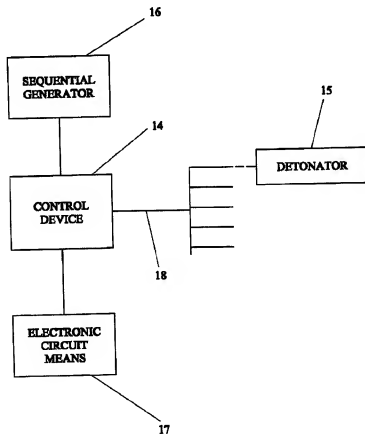 16
SEQUENTIAL
GENERATOR
15
14
DETONATOR
CONTROL
DEVICE
18
ELECTRONIC
CIRCUIT
MEANS
17